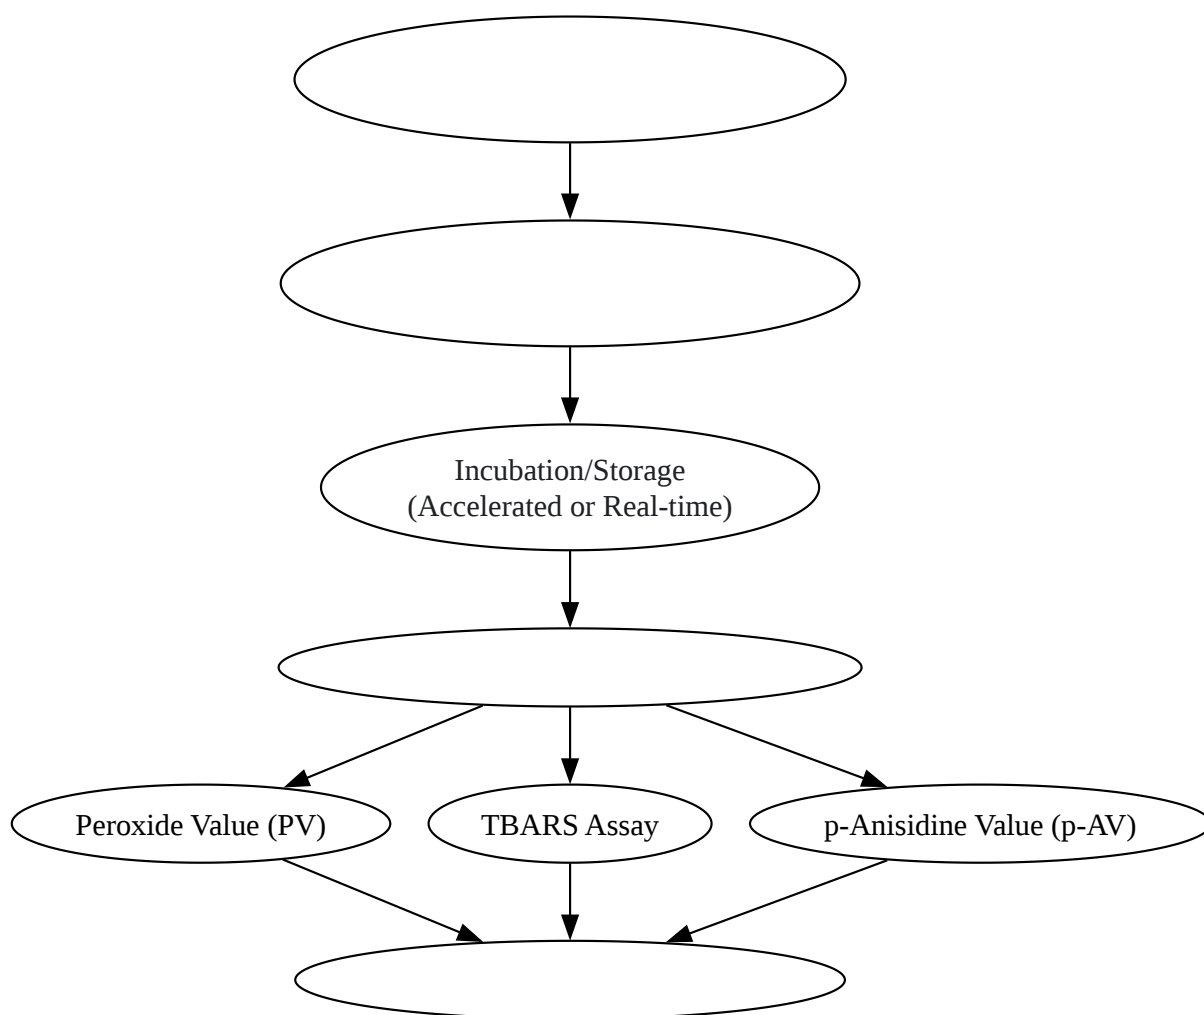 Incubation/Storage
(Accelerated or Real-time)
Peroxide Value (PV)
TBARS Assay
p-Anisidine Value (p-AV)